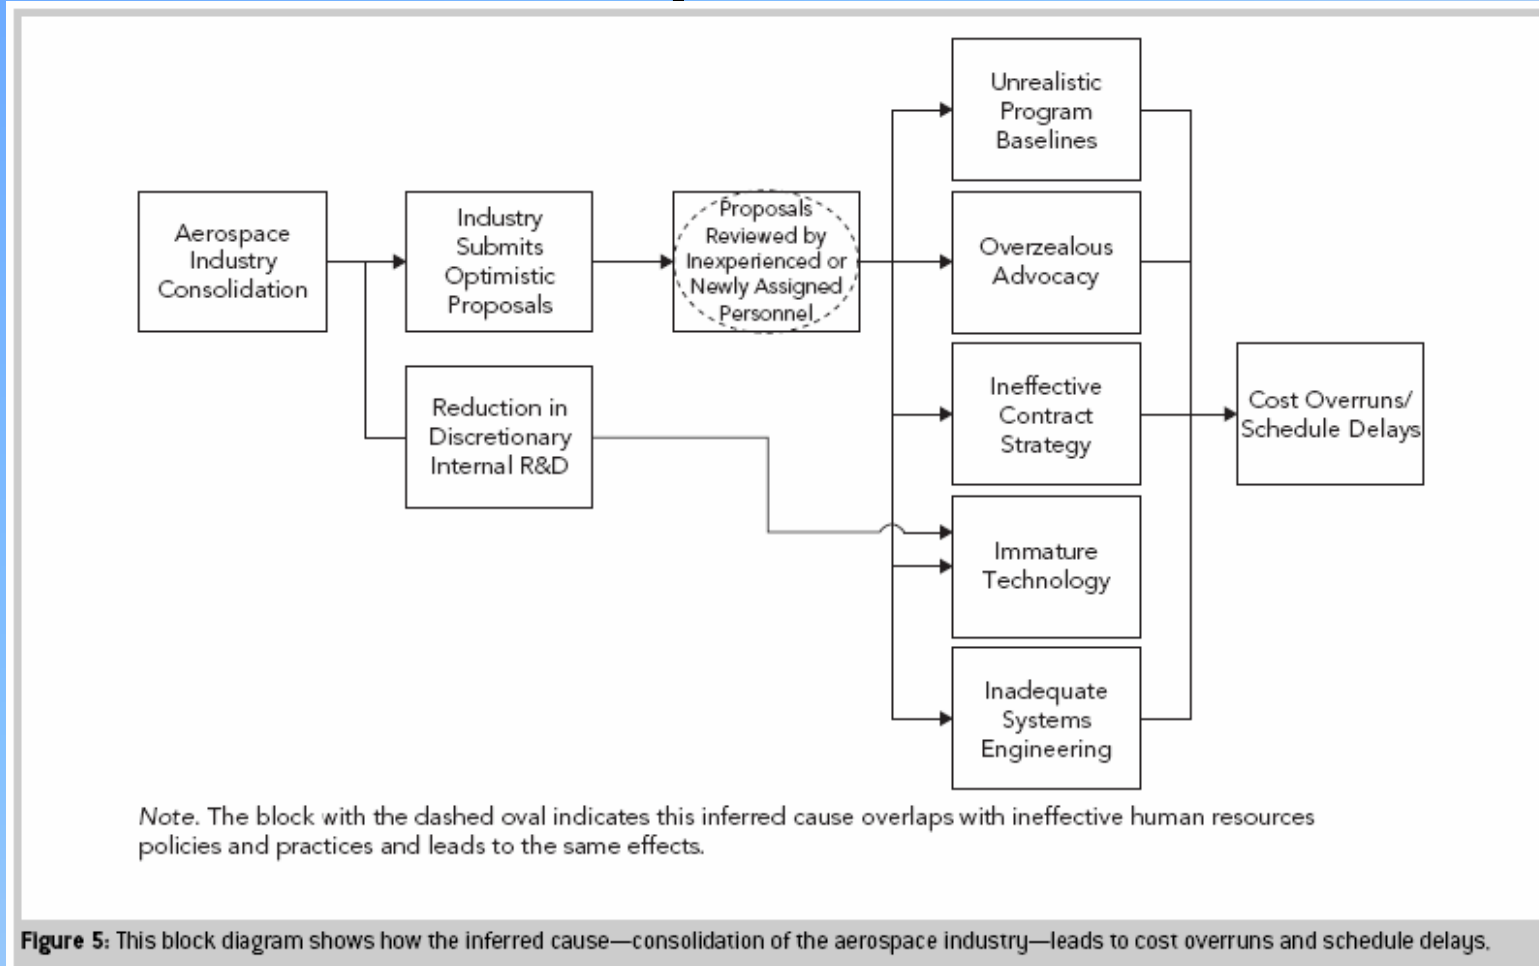 Unrealistic
Program
Baselines
Aerospace
Industry
Consolidation
Industry
Submits
Optimistic
Proposals
Proposals
Reviewed by
Inexperienced or
Newly Assigned
Personnel
Overzealous
Advocacy
Reduction in
Discretionary
Internal R&D
Ineffective
Contract
Strategy
Cost Overruns/
Schedule Delays
Immature
Technology
Inadequate
Systems
Engineering
Note. The block with the dashed oval indicates this inferred cause overlaps with ineffective human resources
policies and practices and leads to the same effects.
Figure 5: This block diagram shows how the inferred cause—consolidation of the aerospace industry—leads to cost overruns and schedule delays.